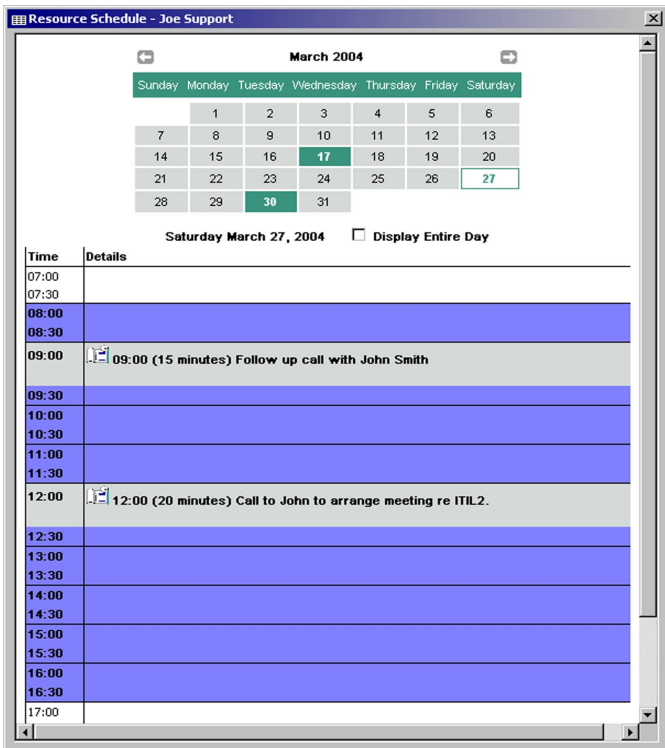 Resource Schedule - Joe Support
March 2004
Sunday Monday Tuesday Wednesday Thursday Friday Saturday
1 2 3 4 5 6
7 8 9 10 11 12 13
14 15 16 17 18 19 20
21 22 23 24 25 26 27
28 29 30 31
Saturday March 27, 2004 Display Entire Day
Time Details
07:00
07:30
08:00
08:30
09:00 09:00 (15 minutes) Follow up call with John Smith
09:30
10:00
10:30
11:00
11:30
12:00 12:00 (20 minutes) Call to John to arrange meeting re ITIL2.
12:30
13:00
13:30
14:00
14:30
15:00
15:30
16:00
16:30
17:00